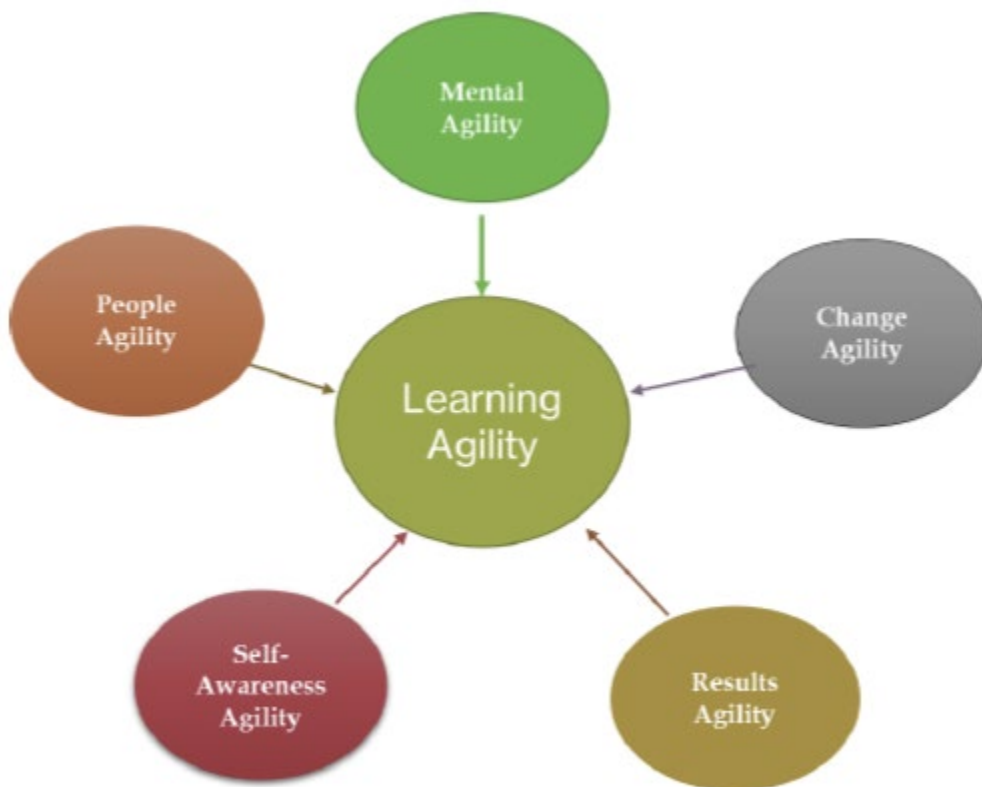 Mental
Agility
People
Agility
Change
Agility
Learning
Agility
Self-
Awareness
Agility
Results
Agility